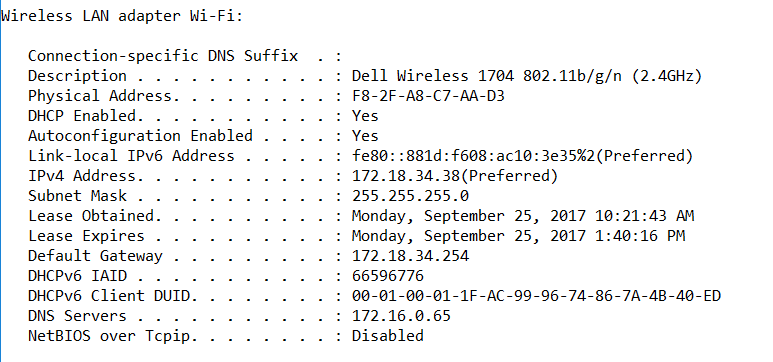 Wireless LAN adapter Wi-Fi:
Connection-specific DNS Suffix  . :
Description . . . . . . . . . . . : Dell Wireless 1704 802.11b/g/n (2.4GHz)
Physical Address. . . . . . . . . : F8-2F-A8-C7-AA-D3
DHCP Enabled. . . . . . . . . . . : Yes
Autoconfiguration Enabled . . . . : Yes
Link-local IPv6 Address . . . . . : fe80::881d:f608:ac10:3e35%2(Preferred)
IPv4 Address. . . . . . . . . . . : 172.18.34.38(Preferred)
Subnet Mask . . . . . . . . . . . : 255.255.255.0
Lease Obtained. . . . . . . . . . : Monday, September 25, 2017 10:21:43 AM
Lease Expires . . . . . . . . . . : Monday, September 25, 2017 1:40:16 PM
Default Gateway . . . . . . . . . : 172.18.34.254
DHCPv6 IAID . . . . . . . . . . . : 66596776
DHCPv6 Client DUID. . . . . . . . : 00-01-00-01-1F-AC-99-96-74-86-7A-4B-40-ED
DNS Servers . . . . . . . . . . . : 172.16.0.65
NetBIOS over Tcpip. . . . . . . . : Disabled